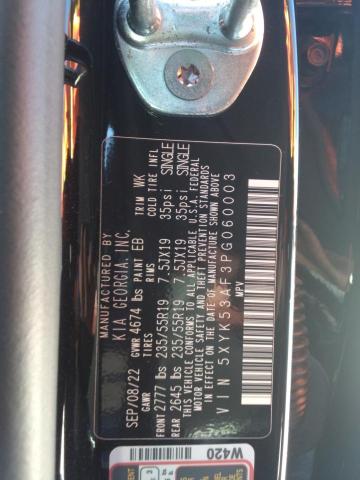 MANUFACTURED BY
KIA GEORGIA, INC.
SEP/08/22 GVWR 4674 lbs PAINT EB TRIM WK
GAWR TIRES RIMS COLD TIRE INFL
FRONT 2777 lbs 235/55R19 7.5JX19 35psi SINGLE
REAR 2645 lbs 235/55R19 7.5JX19 35psi SINGLE
THIS VEHICLE CONFORMS TO ALL APPLICABLE U.S.A. FEDERAL
MOTOR VEHICLE SAFETY AND THEFT PREVENTION STANDARDS
IN EFFECT ON THE DATE OF MANUFACTURE SHOWN ABOVE.
VIN 5XYK53AF3PG060003
MPV
W420